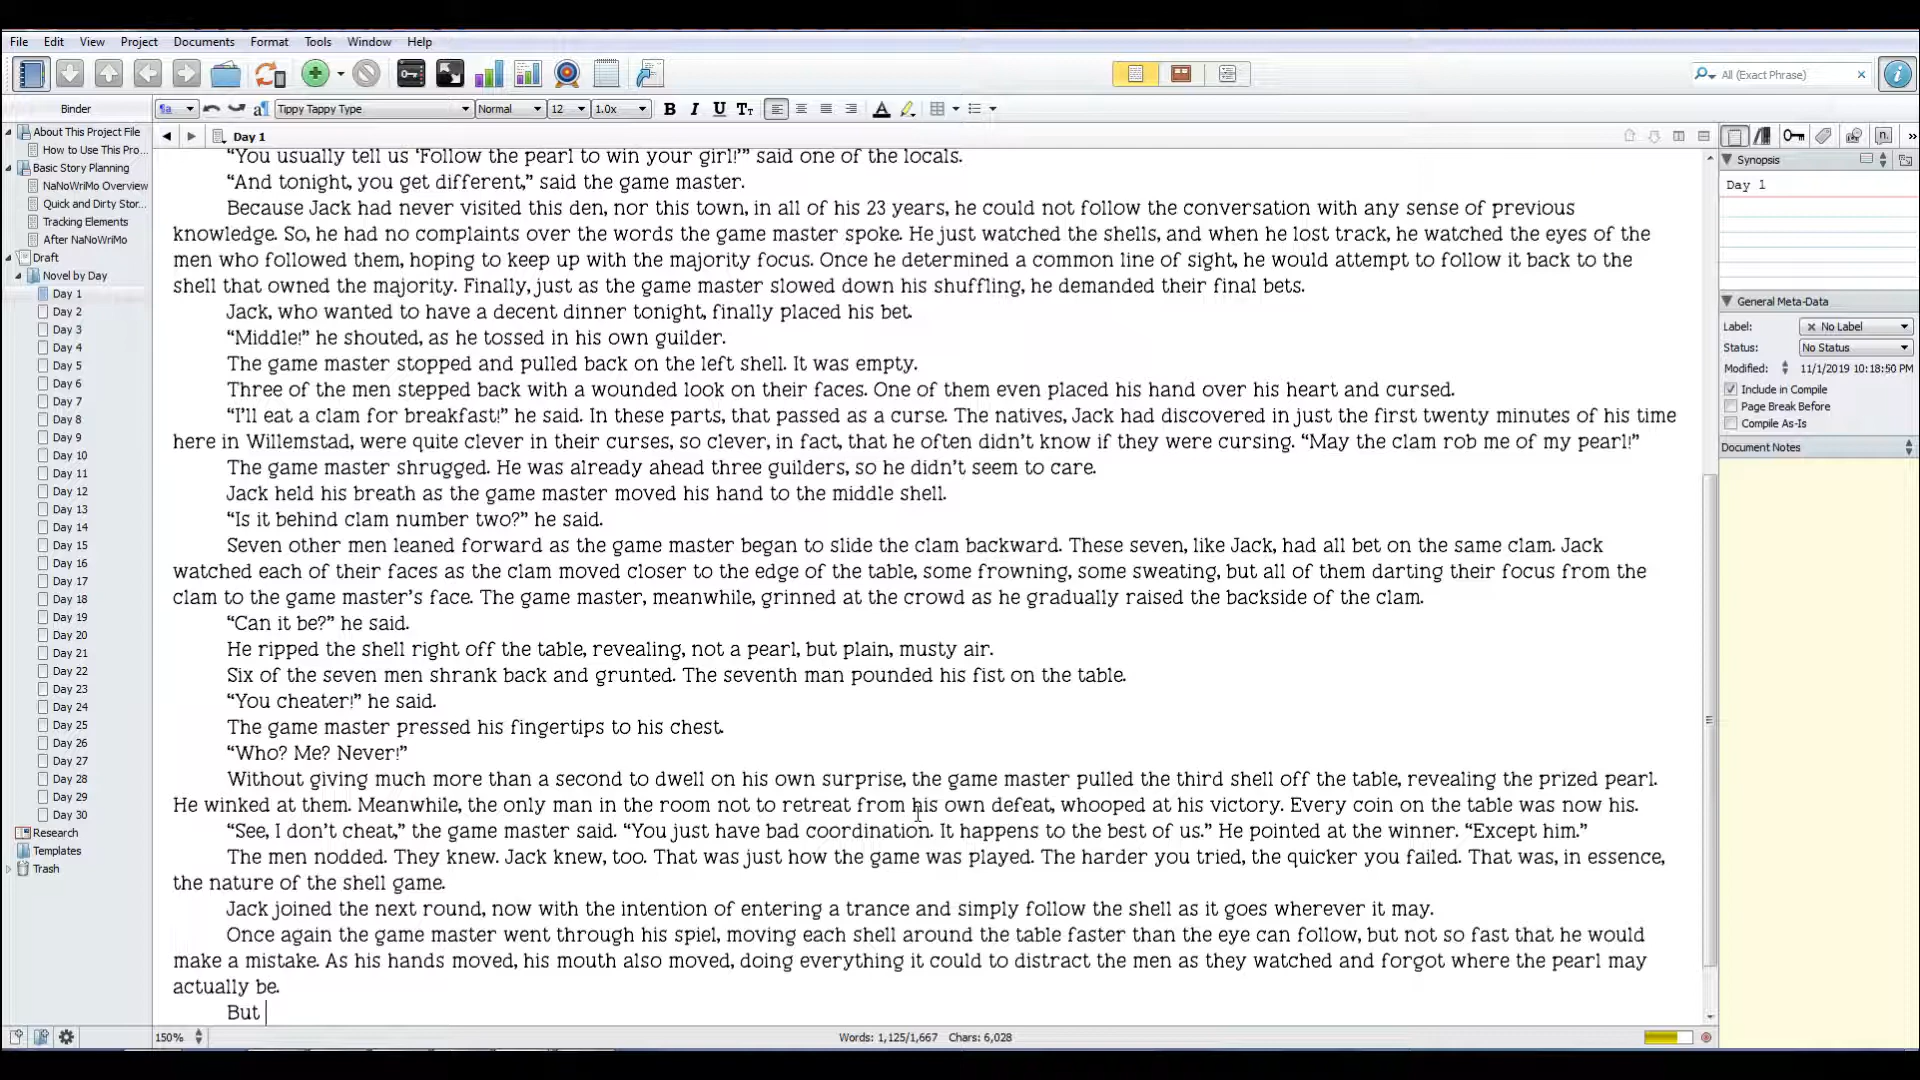 File Edit View Project Documents Format Tools Window Help
All (Exact Phrase)
Binder
Tippy Tappy Type Normal 12 1.0x B I U Tт A
About This Project File
How to Use This Pro...
Basic Story Planning
NaNoWriMo Overview
Quick and Dirty Stor...
Tracking Elements
After NaNoWriMo
Draft
Novel by Day
Day 1
Day 2
Day 3
Day 4
Day 5
Day 6
Day 7
Day 8
Day 9
Day 10
Day 11
Day 12
Day 13
Day 14
Day 15
Day 16
Day 17
Day 18
Day 19
Day 20
Day 21
Day 22
Day 23
Day 24
Day 25
Day 26
Day 27
Day 28
Day 29
Day 30
Research
Templates
Trash
Day 1
“You usually tell us ‘Follow the pearl to win your girl!’” said one of the locals.
“And tonight, you get different,” said the game master.
Because Jack had never visited this den, nor this town, in all of his 23 years, he could not follow the conversation with any sense of previous
knowledge. So, he had no complaints over the words the game master spoke. He just watched the shells, and when he lost track, he watched the eyes of the
men who followed them, hoping to keep up with the majority focus. Once he determined a common line of sight, he would attempt to follow it back to the
shell that owned the majority. Finally, just as the game master slowed down his shuffling, he demanded their final bets.
Jack, who wanted to have a decent dinner tonight, finally placed his bet.
“Middle!” he shouted, as he tossed in his own guilder.
The game master stopped and pulled back on the left shell. It was empty.
Three of the men stepped back with a wounded look on their faces. One of them even placed his hand over his heart and cursed.
“I’ll eat a clam for breakfast!” he said. In these parts, that passed as a curse. The natives, Jack had discovered in just the first twenty minutes of his time
here in Willemstad, were quite clever in their curses, so clever, in fact, that he often didn’t know if they were cursing. “May the clam rob me of my pearl!”
The game master shrugged. He was already ahead three guilders, so he didn’t seem to care.
Jack held his breath as the game master moved his hand to the middle shell.
“Is it behind clam number two?” he said.
Seven other men leaned forward as the game master began to slide the clam backward. These seven, like Jack, had all bet on the same clam. Jack
watched each of their faces as the clam moved closer to the edge of the table, some frowning, some sweating, but all of them darting their focus from the
clam to the game master’s face. The game master, meanwhile, grinned at the crowd as he gradually raised the backside of the clam.
“Can it be?” he said.
He ripped the shell right off the table, revealing, not a pearl, but plain, musty air.
Six of the seven men shrank back and grunted. The seventh man pounded his fist on the table.
“You cheater!” he said.
The game master pressed his fingertips to his chest.
“Who? Me? Never!”
Without giving much more than a second to dwell on his own surprise, the game master pulled the third shell off the table, revealing the prized pearl.
He winked at them. Meanwhile, the only man in the room not to retreat from his own defeat, whooped at his victory. Every coin on the table was now his.
“See, I don’t cheat,” the game master said. “You just have bad coordination. It happens to the best of us.” He pointed at the winner. “Except him.”
The men nodded. They knew. Jack knew, too. That was just how the game was played. The harder you tried, the quicker you failed. That was, in essence,
the nature of the shell game.
Jack joined the next round, now with the intention of entering a trance and simply follow the shell as it goes wherever it may.
Once again the game master went through his spiel, moving each shell around the table faster than the eye can follow, but not so fast that he would
make a mistake. As his hands moved, his mouth also moved, doing everything it could to distract the men as they watched and forgot where the pearl may
actually be.
But
Synopsis
Day 1
General Meta-Data
Label: No Label
Status: No Status
Modified: 11/1/2019 10:18:50 PM
Include in Compile
Page Break Before
Compile As-Is
Document Notes
150%
Words: 1,125/1,667 Chars: 6,028